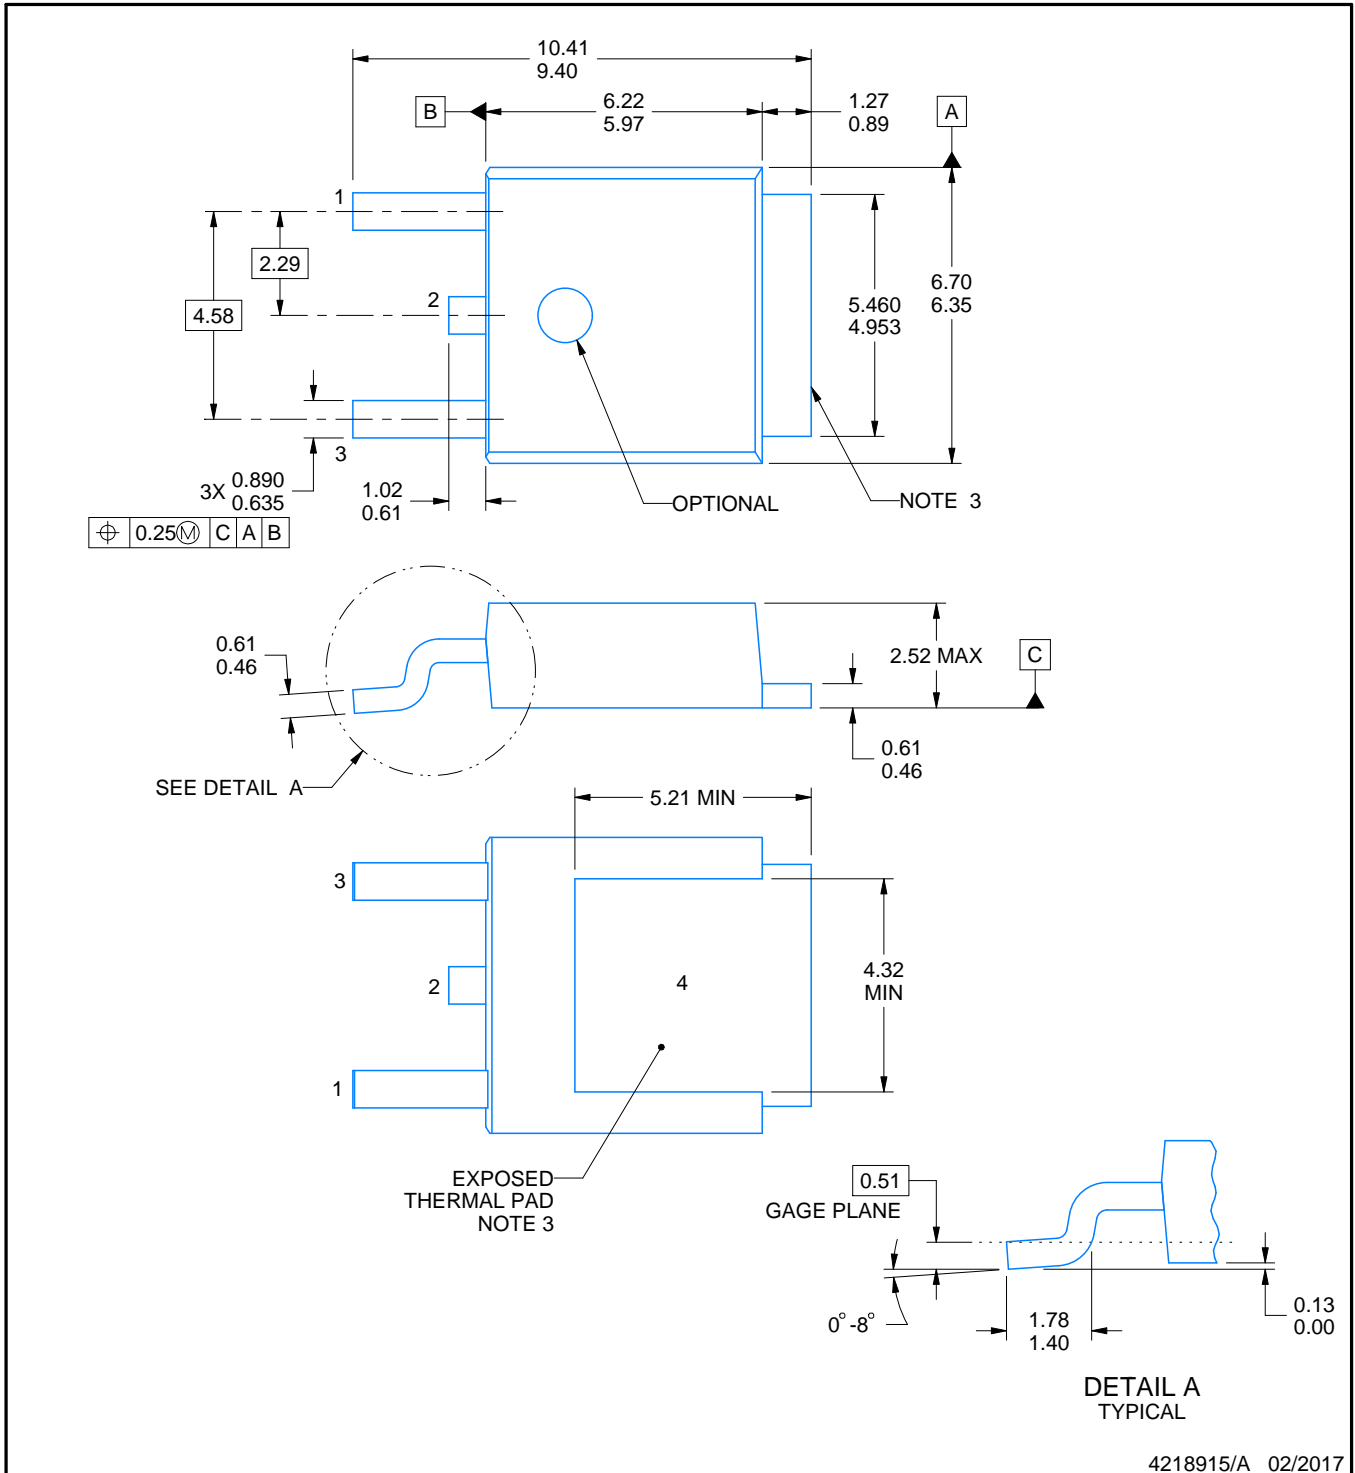 10.41
9.40
B
6.22
5.97
1.27
0.89
A
1
2.29
2
4.58
5.460
4.953
6.70
6.35
3
3X 0.890
0.635
1.02
0.61
OPTIONAL
NOTE 3
⌖ 0.25Ⓜ C A B
0.61
0.46
2.52 MAX
C
0.61
0.46
SEE DETAIL A
5.21 MIN
3
2
4
4.32
MIN
1
EXPOSED
THERMAL PAD
NOTE 3
0.51
GAGE PLANE
0°-8°
1.78
1.40
0.13
0.00
DETAIL A
TYPICAL
4218915/A 02/2017